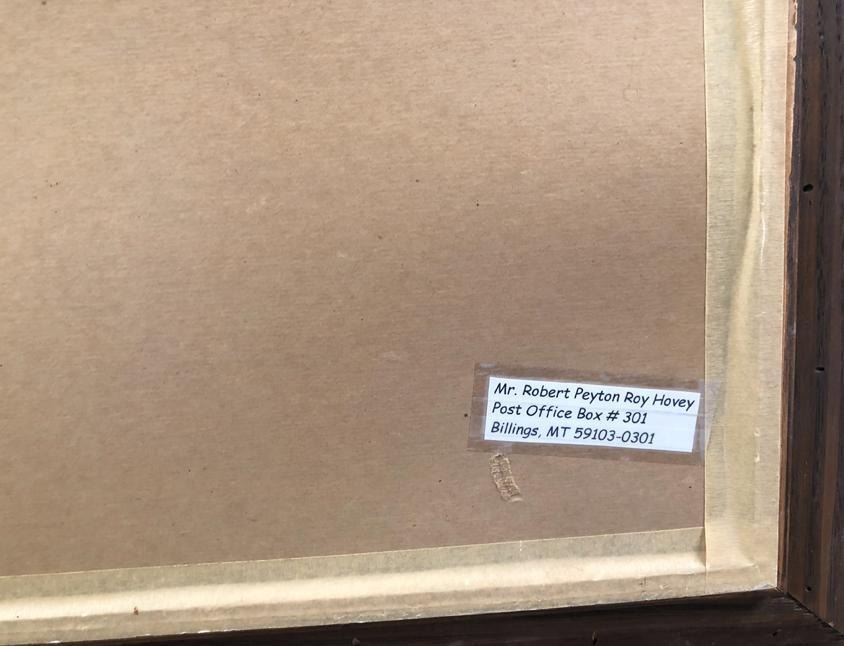 Mr. Robert Peyton Roy Hovey
Post Office Box # 301
Billings, MT 59103-0301